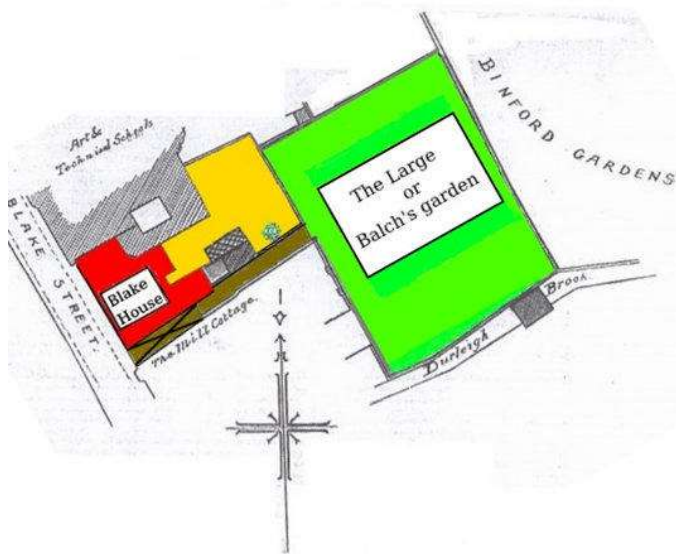 BINFORD GARDENS
Art &
Technical Schools
The Large
or
Balch's garden
BLAKE STREET.
Blake
House
The Mill Cottage.
Durleigh Brook